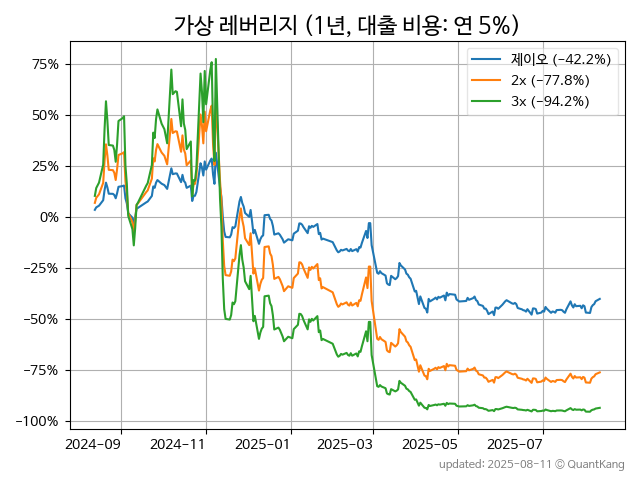 가상 레버리지 (1년, 대출 비용: 연 5%)
제이오 (−42.2%)
2x (−77.8%)
3x (−94.2%)
75%
50%
25%
0%
−25%
−50%
−75%
−100%
2024-09 2024-11 2025-01 2025-03 2025-05 2025-07
updated: 2025-08-11 © QuantKang